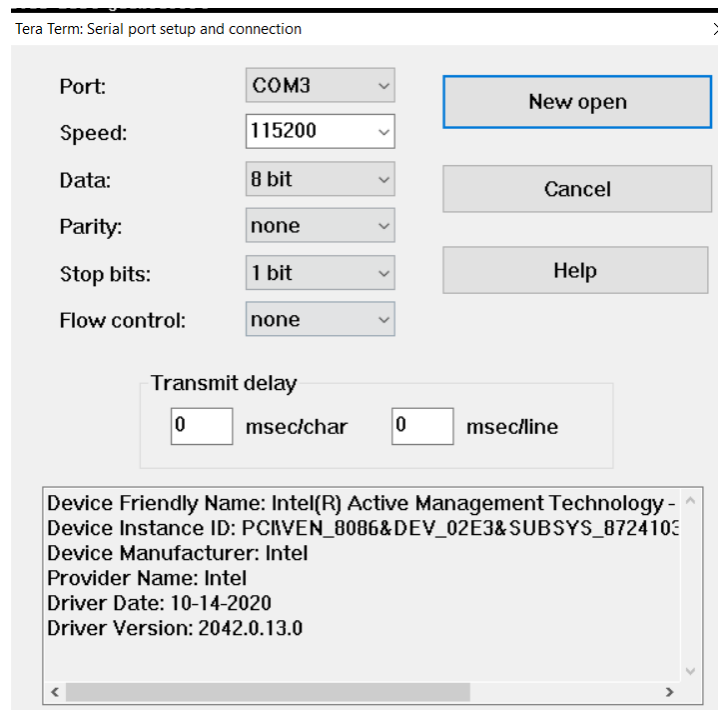 Tera Term: Serial port setup and connection
Port: COM3
New open
Speed: 115200
Data: 8 bit
Cancel
Parity: none
Stop bits: 1 bit
Help
Flow control: none
Transmit delay
0 msec/char 0 msec/line
Device Friendly Name: Intel(R) Active Management Technology -
Device Instance ID: PCI\VEN_8086&DEV_02E3&SUBSYS_8724103
Device Manufacturer: Intel
Provider Name: Intel
Driver Date: 10-14-2020
Driver Version: 2042.0.13.0